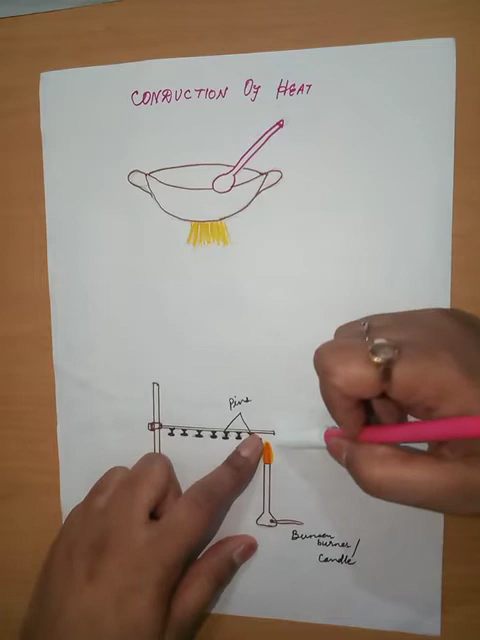 CONDUCTION Of HEAT
Pins
Bunsen
burner/
Candle